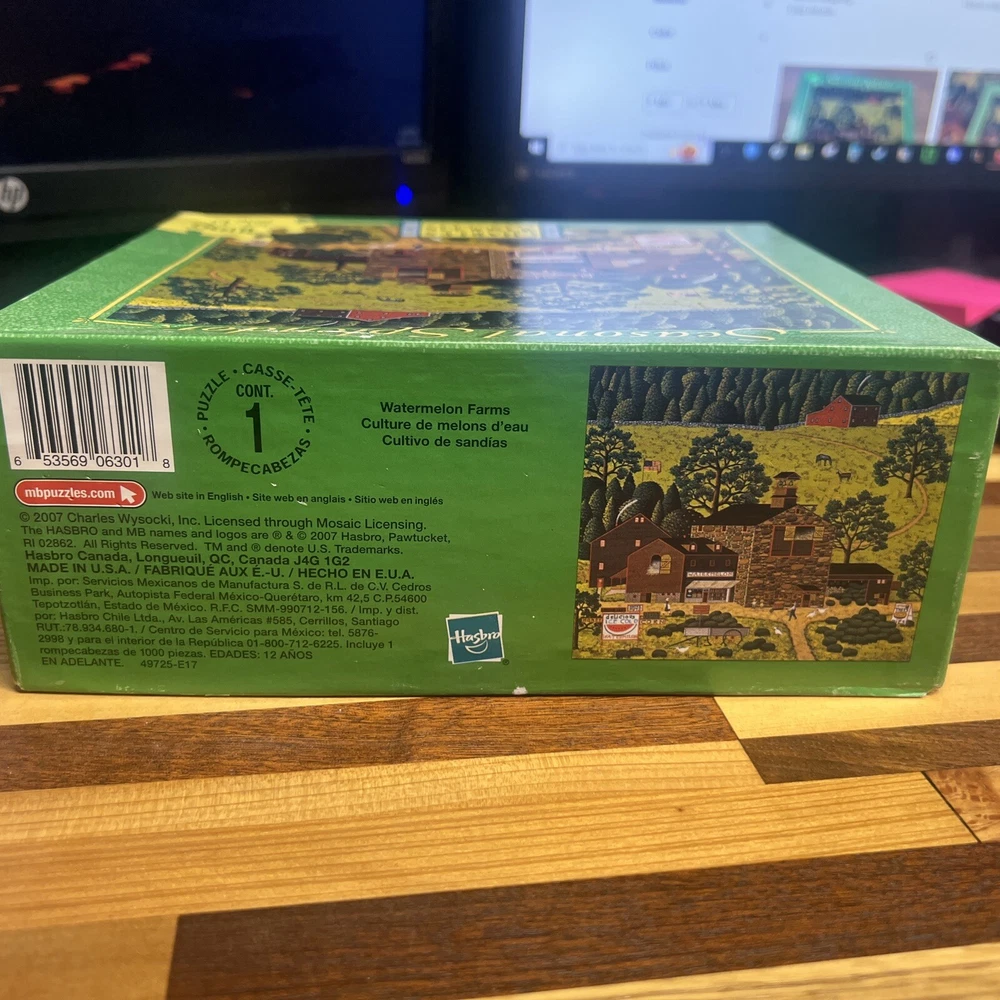 hp
Seasonal
6 53569 06301 8
PUZZLE • CASSE-TÊTE • ROMPECABEZAS •
CONT.
1
Watermelon Farms
Culture de melons d'eau
Cultivo de sandías
mbpuzzles.com
Web site in English • Site web en anglais • Sitio web en inglés
© 2007 Charles Wysocki, Inc. Licensed through Mosaic Licensing.
The HASBRO and MB names and logos are ® & © 2007 Hasbro, Pawtucket,
RI 02862. All Rights Reserved. TM and ® denote U.S. Trademarks.
Hasbro Canada, Longueuil, QC, Canada J4G 1G2
MADE IN U.S.A. / FABRIQUÉ AUX É.-U. / HECHO EN E.U.A.
Imp. por: Servicios Mexicanos de Manufactura S. de R.L. de C.V. Cedros
Business Park, Autopista Federal México-Querétaro, km 42,5 C.P.54600
Tepotzotlán, Estado de México. R.F.C. SMM-990712-156. / Imp. y dist.
por: Hasbro Chile Ltda., Av. Las Américas #585, Cerrillos, Santiago
RUT.:78.934.680-1. / Centro de Servicio para México: tel. 5876-
2998 y para el interior de la República 01-800-712-6225. Incluye 1
rompecabezas de 1000 piezas. EDADES: 12 AÑOS
EN ADELANTE. 49725-E17
Hasbro
®
WATERMELON